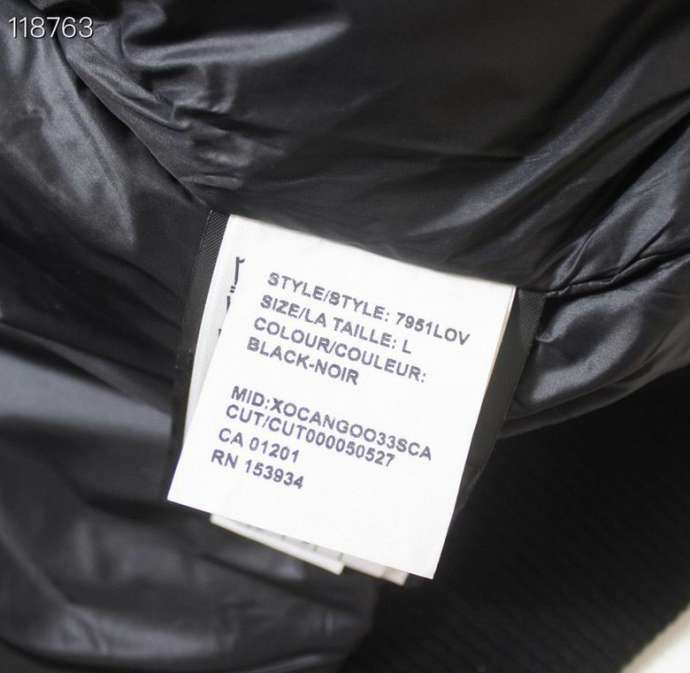 118763
STYLE/STYLE: 7951LOV
SIZE/LA TAILLE: L
COLOUR/COULEUR:
BLACK-NOIR
MID:XOCANGOO33SCA
CUT/CUT000050527
CA 01201
RN 153934